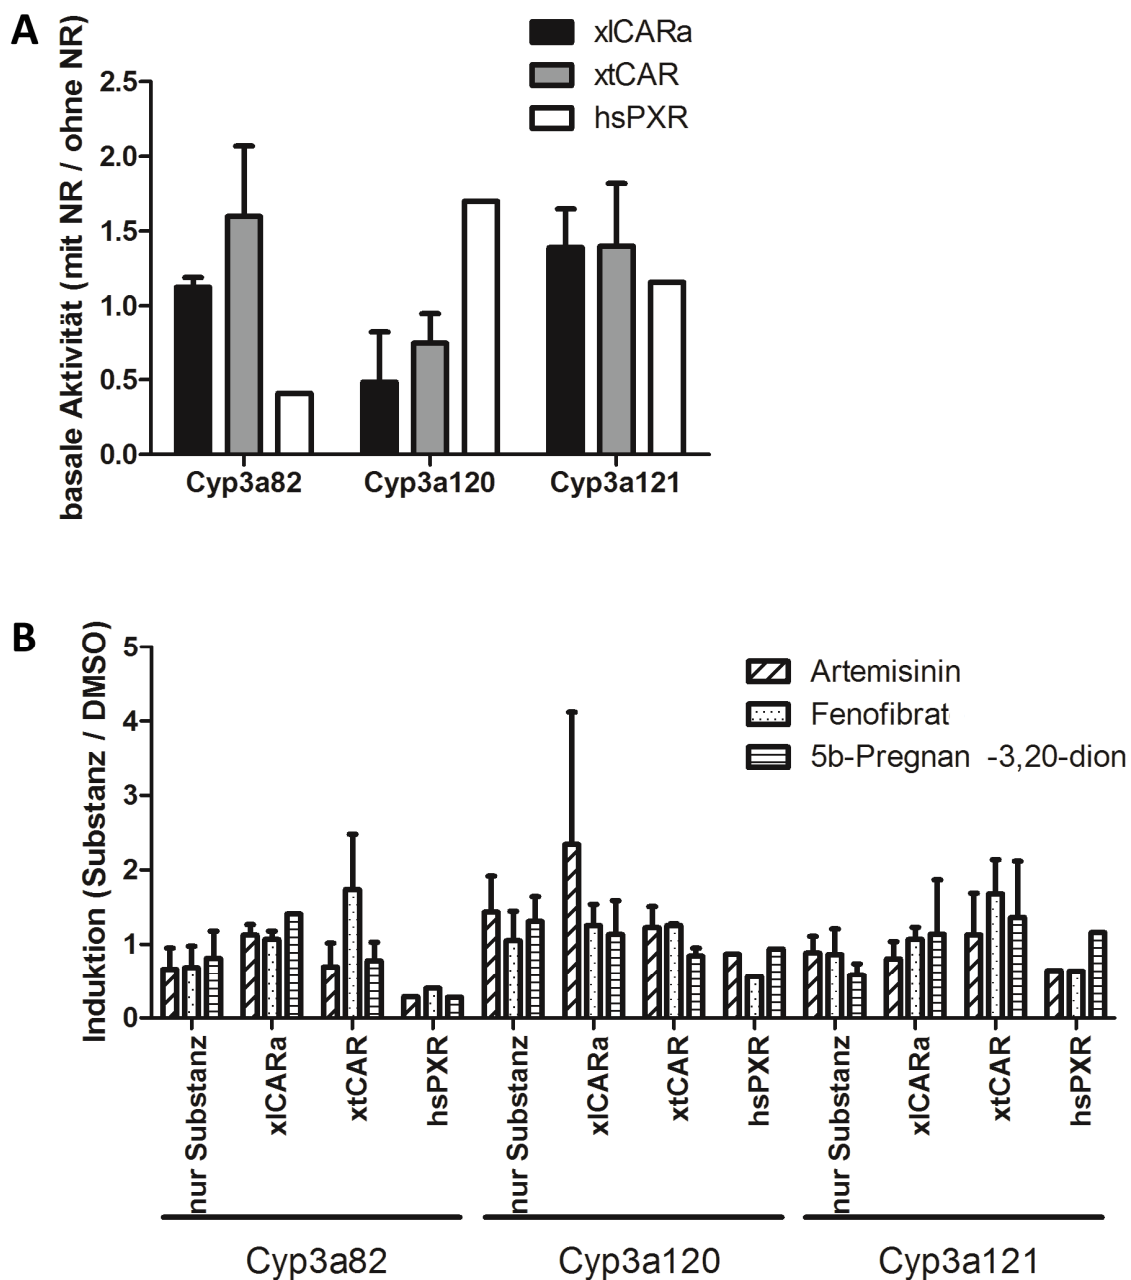 A
basale Aktivität (mit NR / ohne NR)
xlCARa
xtCAR
hsPXR
2.5
2.0
1.5
1.0
0.5
0.0
Cyp3a82 Cyp3a120 Cyp3a121
B
Induktion (Substanz / DMSO)
Artemisinin
Fenofibrat
5b-Pregnan -3,20-dion
5
4
3
2
1
0
nur Substanz
xlCARa
xtCAR
hsPXR
nur Substanz
xlCARa
xtCAR
hsPXR
nur Substanz
xlCARa
xtCAR
hsPXR
Cyp3a82 Cyp3a120 Cyp3a121